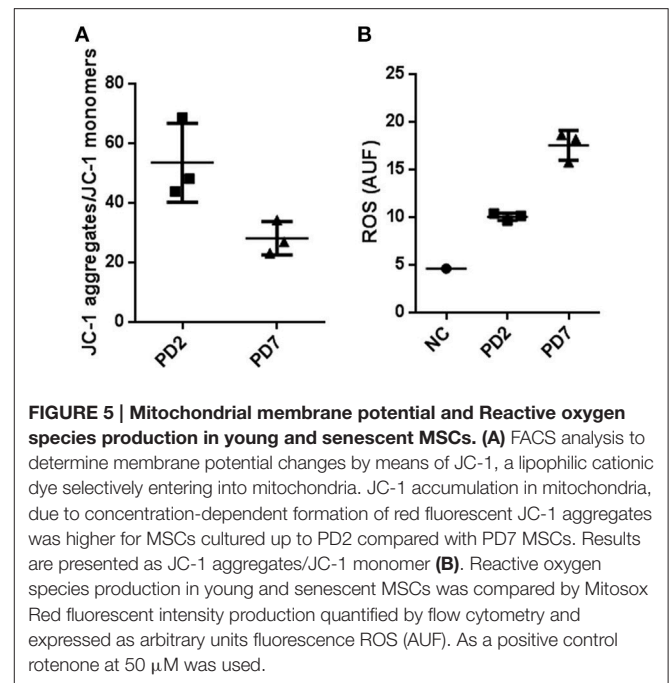 A
B
JC-1 aggregates/JC-1 monomers
80
60
40
20
0
PD2
PD7
ROS (AUF)
25
20
15
10
5
0
NC
PD2
PD7
FIGURE 5 | Mitochondrial membrane potential and Reactive oxygen
species production in young and senescent MSCs. (A) FACS analysis to
determine membrane potential changes by means of JC-1, a lipophilic cationic
dye selectively entering into mitochondria. JC-1 accumulation in mitochondria,
due to concentration-dependent formation of red fluorescent JC-1 aggregates
was higher for MSCs cultured up to PD2 compared with PD7 MSCs. Results
are presented as JC-1 aggregates/JC-1 monomer (B). Reactive oxygen
species production in young and senescent MSCs was compared by Mitosox
Red fluorescent intensity production quantified by flow cytometry and
expressed as arbitrary units fluorescence ROS (AUF). As a positive control
rotenone at 50 μM was used.